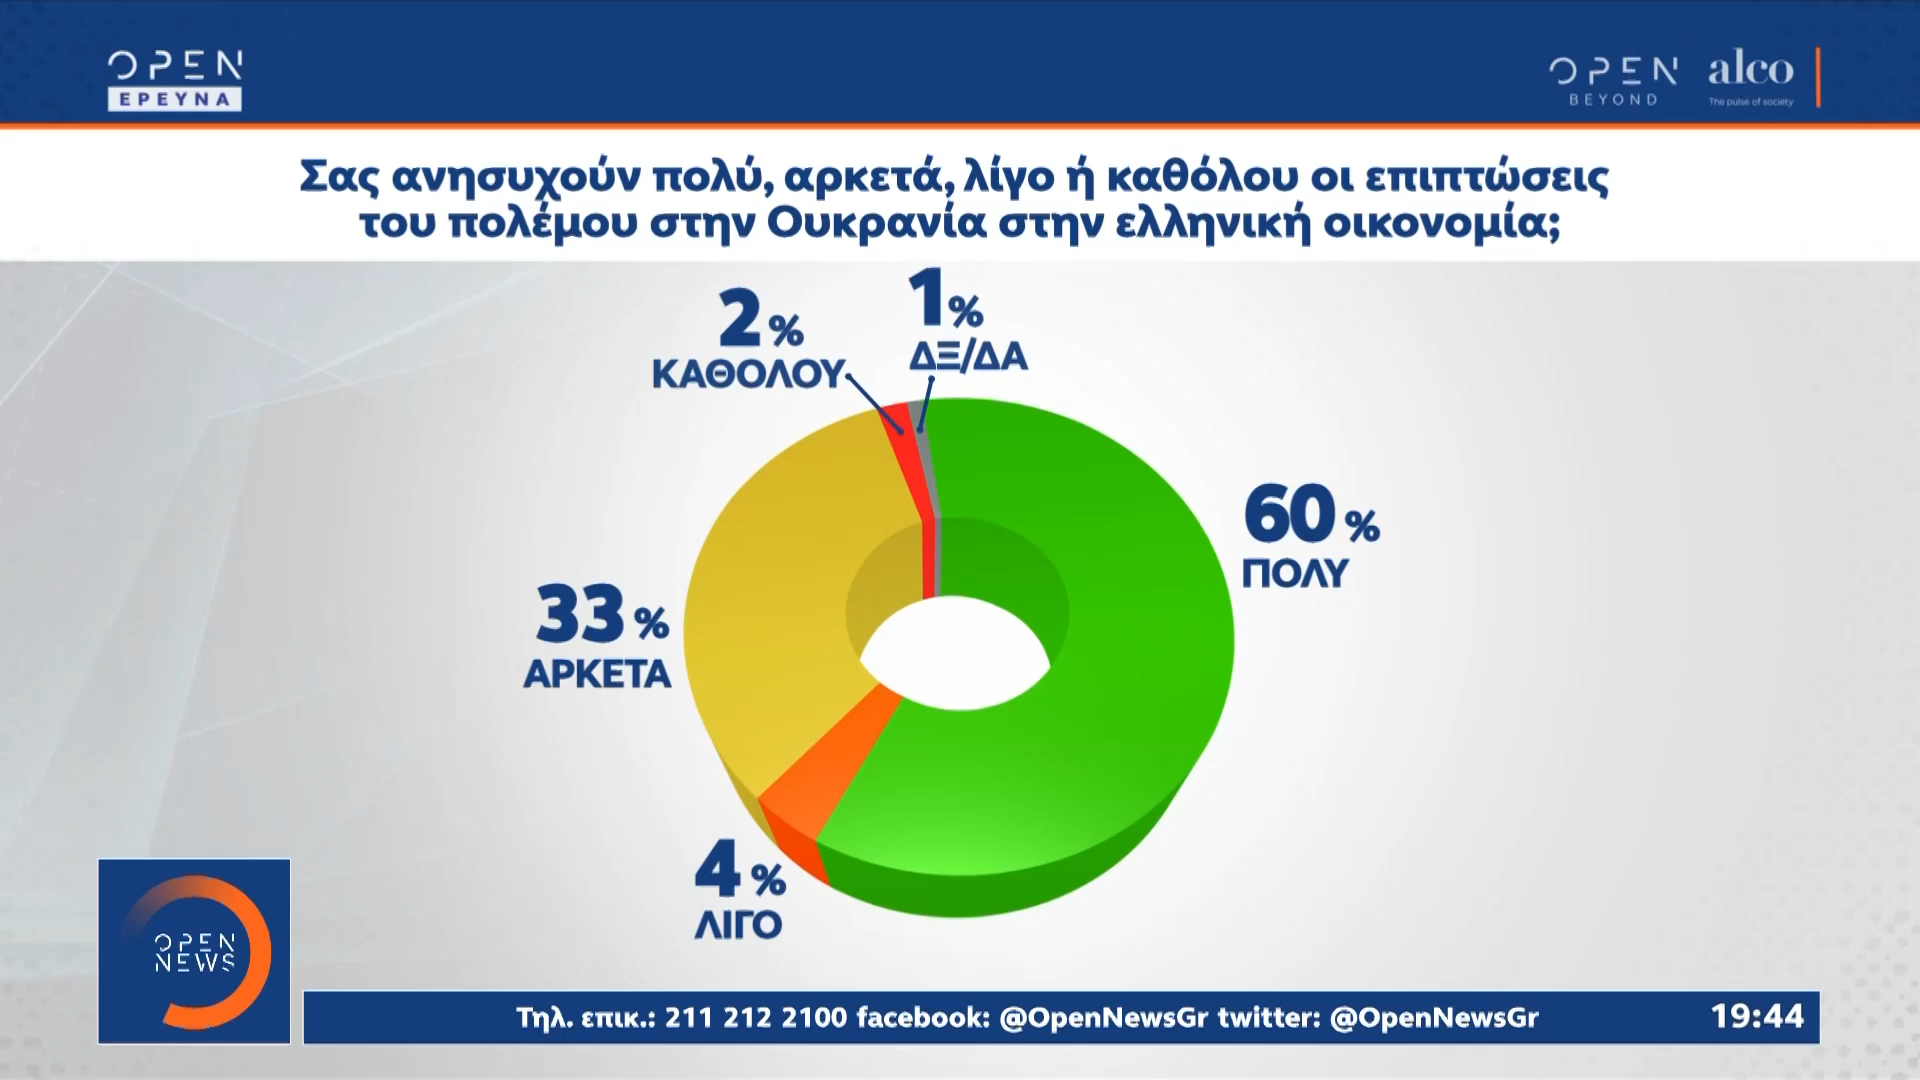 OPEN
ΕΡΕΥΝΑ
OPEN
BEYOND
alco
The pulse of society
Σας ανησυχούν πολύ, αρκετά, λίγο ή καθόλου οι επιπτώσεις
του πολέμου στην Ουκρανία στην ελληνική οικονομία;
2%
ΚΑΘΟΛΟΥ
1%
ΔΞ/ΔΑ
60%
ΠΟΛΥ
33%
ΑΡΚΕΤΑ
4%
ΛΙΓΟ
OPEN
NEWS
Τηλ. επικ.: 211 212 2100 facebook: @OpenNewsGr twitter: @OpenNewsGr
19:44